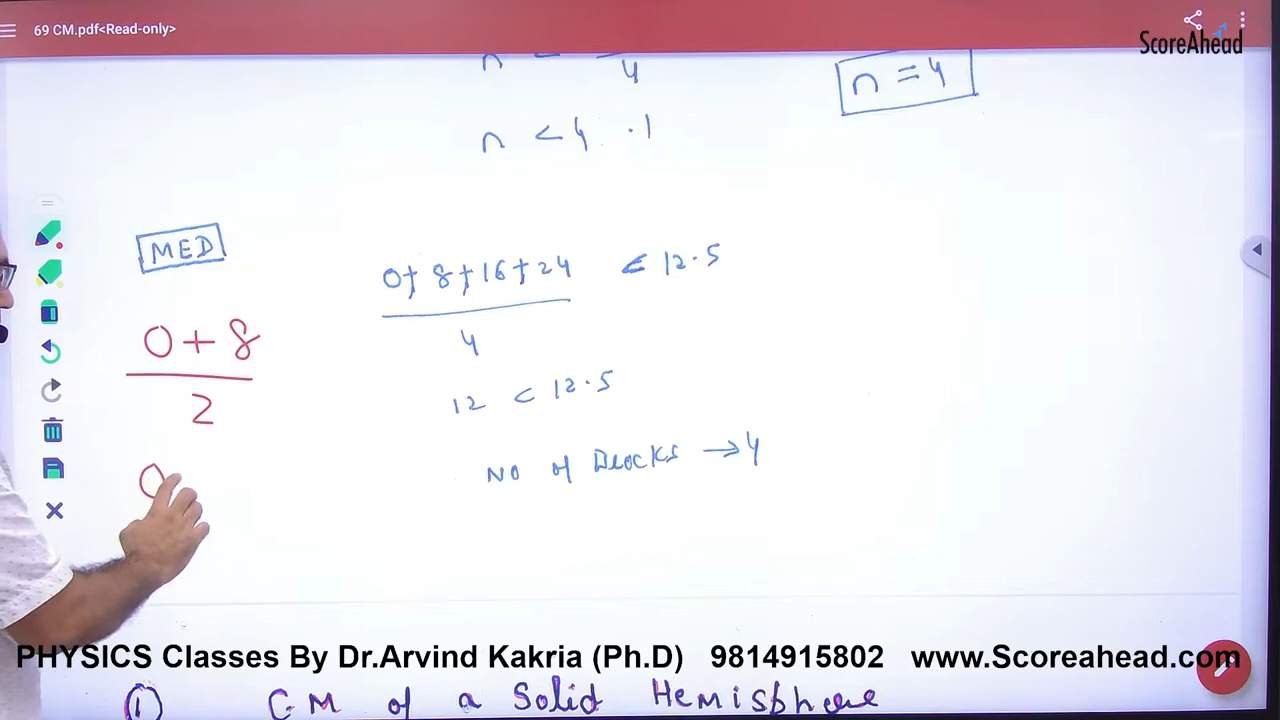 69 CM.pdf<Read-only>
ScoreAhead
4
n = 4
n < 4.1
MED
0+8+16+24 < 12.5
4
0+8
2
12 < 12.5
No of Blocks → 4
0
PHYSICS Classes By Dr.Arvind Kakria (Ph.D) 9814915802 www.Scoreahead.com
① CM of a Solid Hemisphere